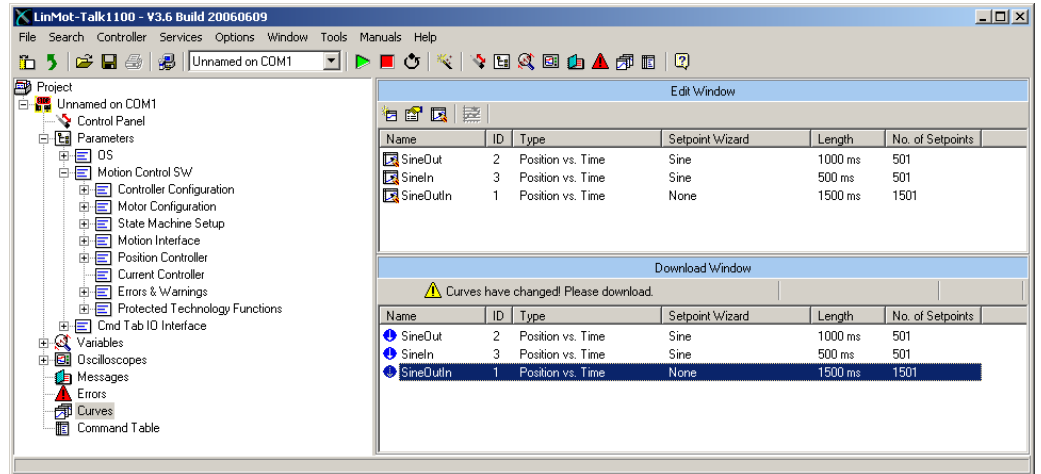 LinMot-Talk1100 - V3.6 Build 20060609
File Search Controller Services Options Window Tools Manuals Help
Unnamed on COM1
Project
Unnamed on COM1
Control Panel
Parameters
OS
Motion Control SW
Controller Configuration
Motor Configuration
State Machine Setup
Motion Interface
Position Controller
Current Controller
Errors & Warnings
Protected Technology Functions
Cmd Tab IO Interface
Variables
Oscilloscopes
Messages
Errors
Curves
Command Table
Edit Window
Name ID Type Setpoint Wizard Length No. of Setpoints
SineOut 2 Position vs. Time Sine 1000 ms 501
SineIn 3 Position vs. Time Sine 500 ms 501
SineOutIn 1 Position vs. Time None 1500 ms 1501
Download Window
Curves have changed! Please download.
Name ID Type Setpoint Wizard Length No. of Setpoints
SineOut 2 Position vs. Time Sine 1000 ms 501
SineIn 3 Position vs. Time Sine 500 ms 501
SineOutIn 1 Position vs. Time None 1500 ms 1501